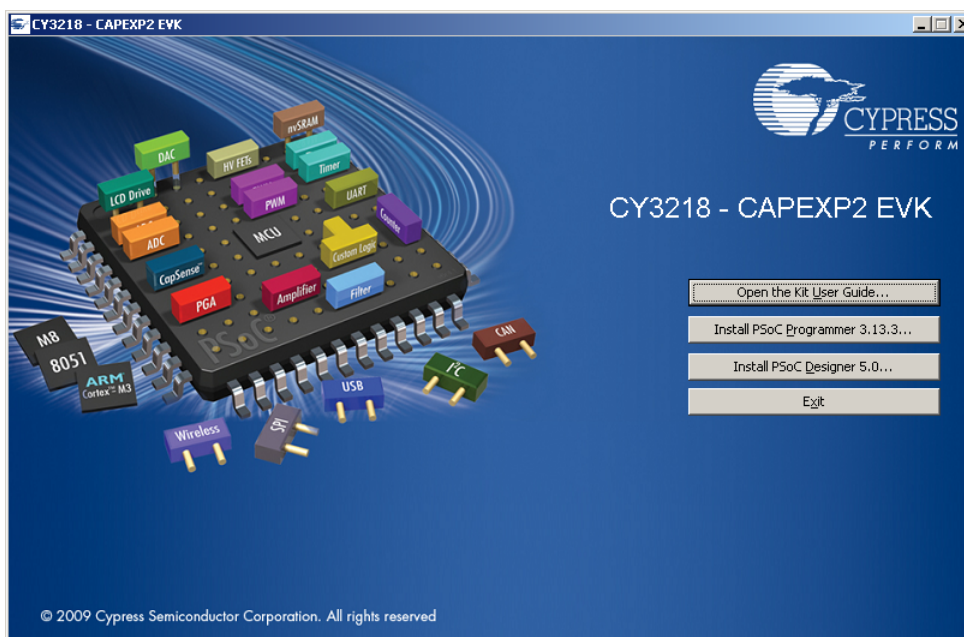 CY3218 - CAPEXP2 EVK
nvSRAM
DAC
HV FETs
Timer
LCD Drive
PWM
UART
ADC
MCU
Counter
Custom Logic
CapSense™
PGA
Amplifier
Filter
PSoC®
M8
8051
ARM
Cortex™ M3
CAN
I²C
USB
SPI
Wireless
CYPRESS
PERFORM
CY3218 - CAPEXP2 EVK
Open the Kit User Guide...
Install PSoC Programmer 3.13.3...
Install PSoC Designer 5.0...
Exit
© 2009 Cypress Semiconductor Corporation. All rights reserved